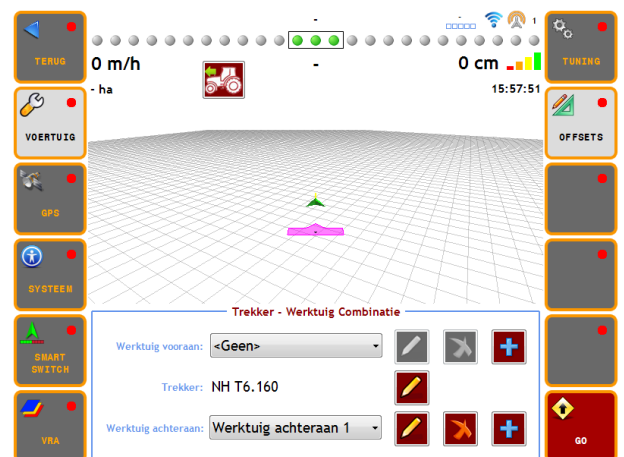 -
-
1
TERUG
0 m/h
-
0 cm
TUNING
- ha
15:57:51
VOERTUIG
OFFSETS
GPS
SYSTEEM
Trekker - Werktuig Combinatie
Werktuig vooraan:
<Geen>
SMART
SWITCH
Trekker:
NH T6.160
Werktuig achteraan:
Werktuig achteraan 1
VRA
GO